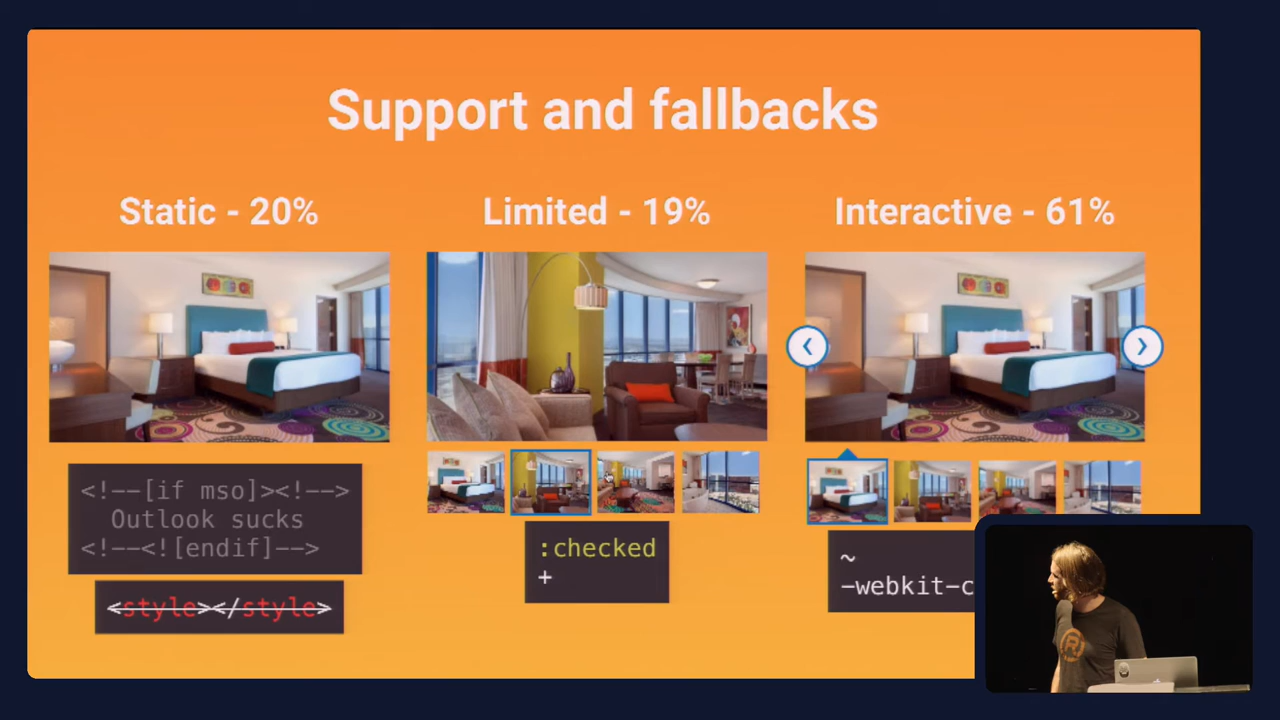 Support and fallbacks
Static - 20%
Limited - 19%
Interactive - 61%
<!--[if mso]><!-->
Outlook sucks
<!--<![endif]-->
<style></style>
:checked
+
~
-webkit-c